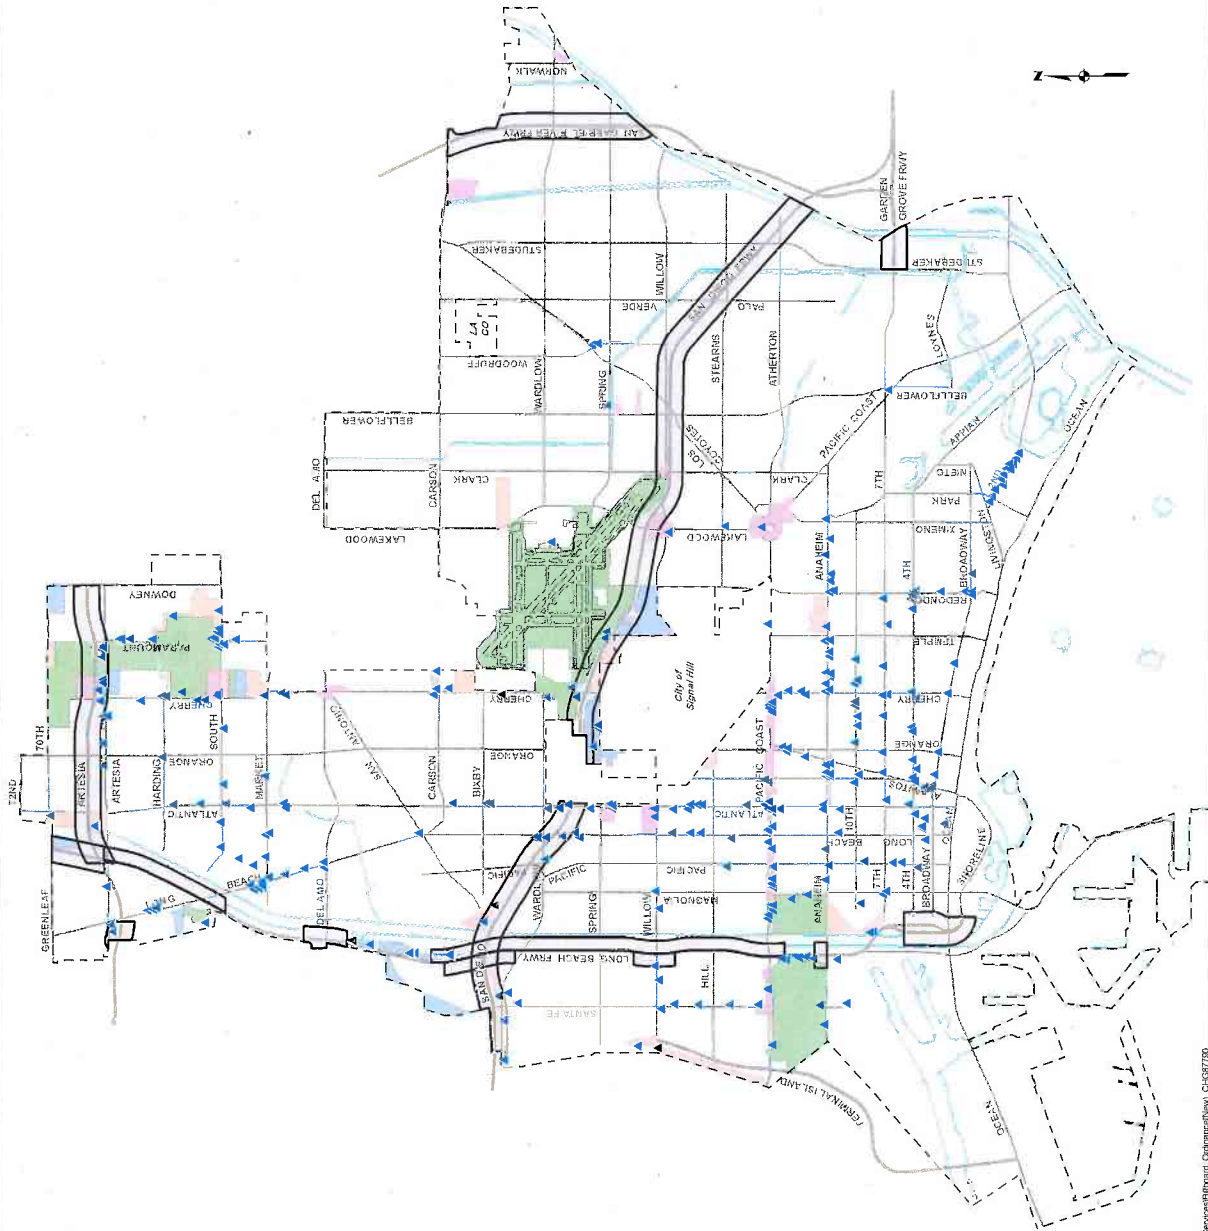 NORWALK
Z
SAN GABRIEL RIVER FRWY
GARDEN
GROVE FRWY
STUDEBAKER
STUDEBAKER
WILLOW
SAN DIEGO FRWY
VERDE
PALO
LA
CO
WOODRUFF
STEARNS
ATHERTON
LOYNES
WARDLOW
SPRING
BELLFLOWER
BELLFLOWER
PACIFIC COAST
APPIAN
OCEAN
LOS
COYOTES
DEL AMO
CARSON
CLARK
CLARK
7TH
NIETO
PARK
LAKEWOOD
LAKEWOOD
ANAHEIM
XIMENO
4TH
BROADWAY
LIVINGSTON
DOWNEY
REDONDO
PARAMOUNT
TEMPLE
City of
Signal Hill
CHERRY
CHERRY
CHERRY
70TH
SOUTH
SAN
ANTONIO
72ND
ARTESIA
ARTESIA
HARDING
ORANGE
MARKET
CARSON
BIXBY
ORANGE
PACIFIC COAST
ORANGE
ALAMITOS
ATLANTIC
ATLANTIC
10TH
BEACH
LONG
OCEAN
SHORELINE
GREENLEAF
LONG
BEACH
DEL AMO
PACIFIC
PACIFIC
WARDLOW
SPRING
WILLOW
PACIFIC
MAGNOLIA
ANAHEIM
7TH
4TH
BROADWAY
SAN DIEGO
LONG BEACH FRWY
HILL
SANTA FE
TERMINAL ISLAND
OCEAN